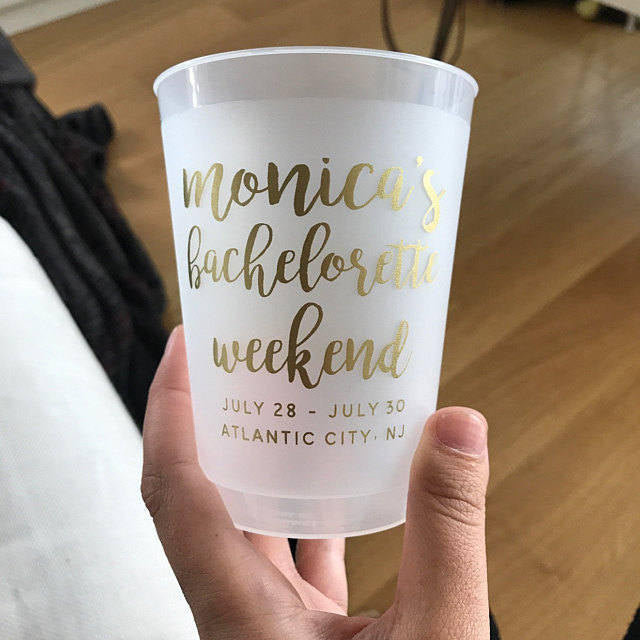 monica's
bachelorette
weekend
JULY 28 - JULY 30
ATLANTIC CITY, NJ